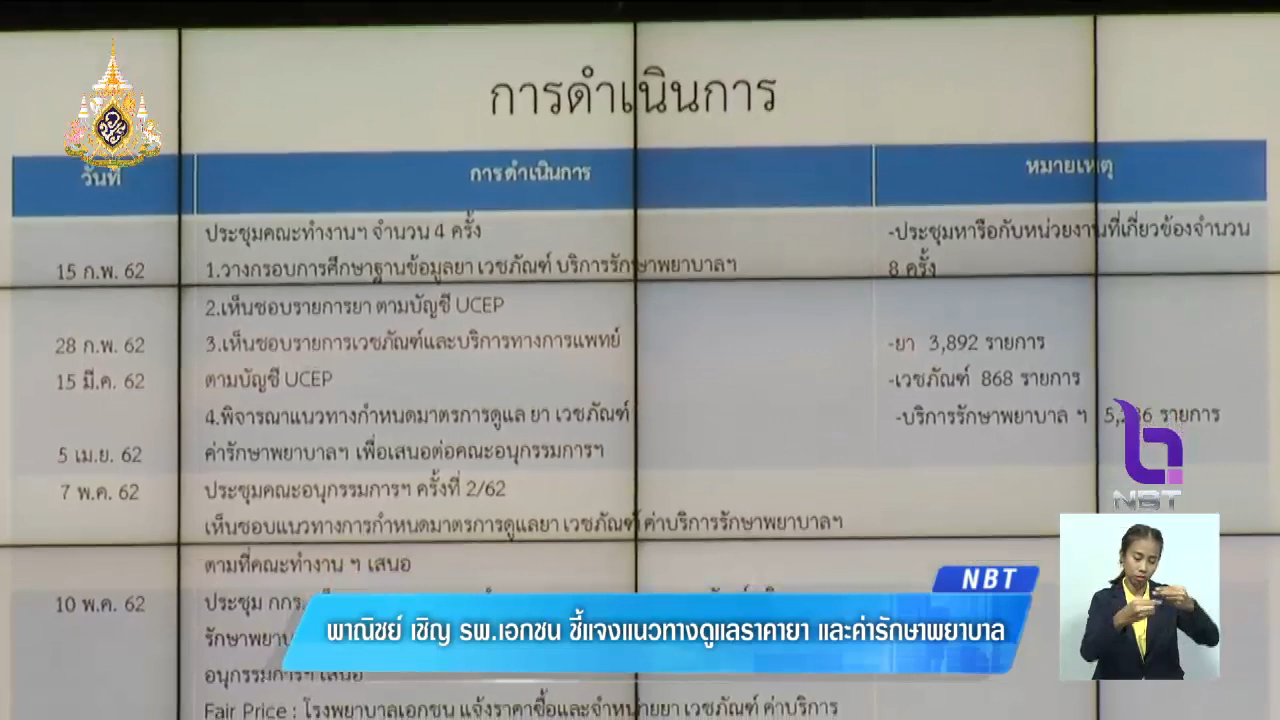 การดำเนินการ
วันที่ การดำเนินการ หมายเหตุ
ประชุมคณะทำงานฯ จำนวน 4 ครั้ง -ประชุมหารือกับหน่วยงานที่เกี่ยวข้องจำนวน
15 ก.พ. 62 1.วางกรอบการศึกษาฐานข้อมูลยา เวชภัณฑ์ บริการรักษาพยาบาลฯ 8 ครั้ง
2.เห็นชอบรายการยา ตามบัญชี UCEP
28 ก.พ. 62 3.เห็นชอบรายการเวชภัณฑ์และบริการทางการแพทย์ -ยา 3,892 รายการ
15 มี.ค. 62 ตามบัญชี UCEP -เวชภัณฑ์ 868 รายการ
4.พิจารณาแนวทางกำหนดมาตรการดูแล ยา เวชภัณฑ์ -บริการรักษาพยาบาล ฯ รายการ
5 เม.ย. 62 ค่ารักษาพยาบาลฯ เพื่อเสนอต่อคณะอนุกรรมการฯ
7 พ.ค. 62 ประชุมคณะอนุกรรมการฯ ครั้งที่ 2/62
เห็นชอบแนวทางการกำหนดมาตรการดูแลยา เวชภัณฑ์ ค่าบริการรักษาพยาบาลฯ
ตามที่คณะทำงาน ฯ เสนอ
10 พ.ค. 62 ประชุม กกร.
อนุกรรมการฯ เสนอ
Fair Price : โรงพยาบาลเอกชน แจ้งราคาซื้อและจำหน่ายยา เวชภัณฑ์ ค่าบริการ
NBT
NBT
พาณิชย์ เชิญ รพ.เอกชน ชี้แจงแนวทางดูแลราคายา และค่ารักษาพยาบาล